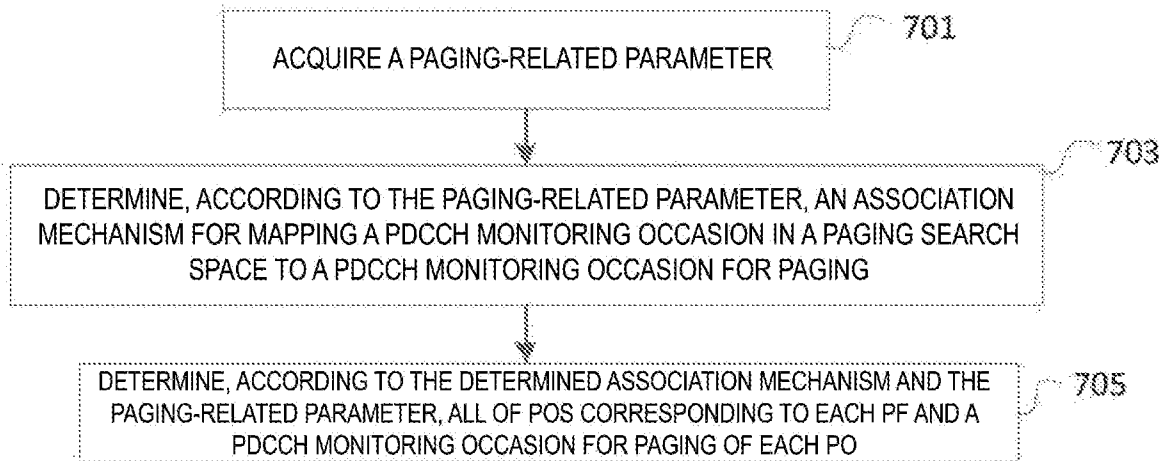 ACQUIRE A PAGING-RELATED PARAMETER
701
703
DETERMINE, ACCORDING TO THE PAGING-RELATED PARAMETER, AN ASSOCIATION
MECHANISM FOR MAPPING A PDCCH MONITORING OCCASION IN A PAGING SEARCH
SPACE TO A PDCCH MONITORING OCCASION FOR PAGING
DETERMINE, ACCORDING TO THE DETERMINED ASSOCIATION MECHANISM AND THE
PAGING-RELATED PARAMETER, ALL OF POS CORRESPONDING TO EACH PF AND A
PDCCH MONITORING OCCASION FOR PAGING OF EACH PO
705